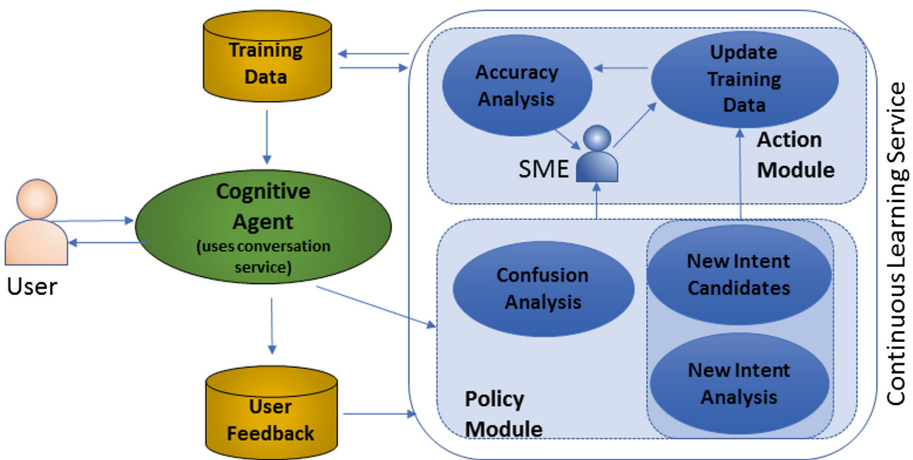 Training
Data
Accuracy
Analysis
Update
Training
Data
SME
Action
Module
Continuous Learning Service
Cognitive
Agent
(uses conversation
service)
User
Confusion
Analysis
New Intent
Candidates
New Intent
Analysis
Policy
Module
User
Feedback